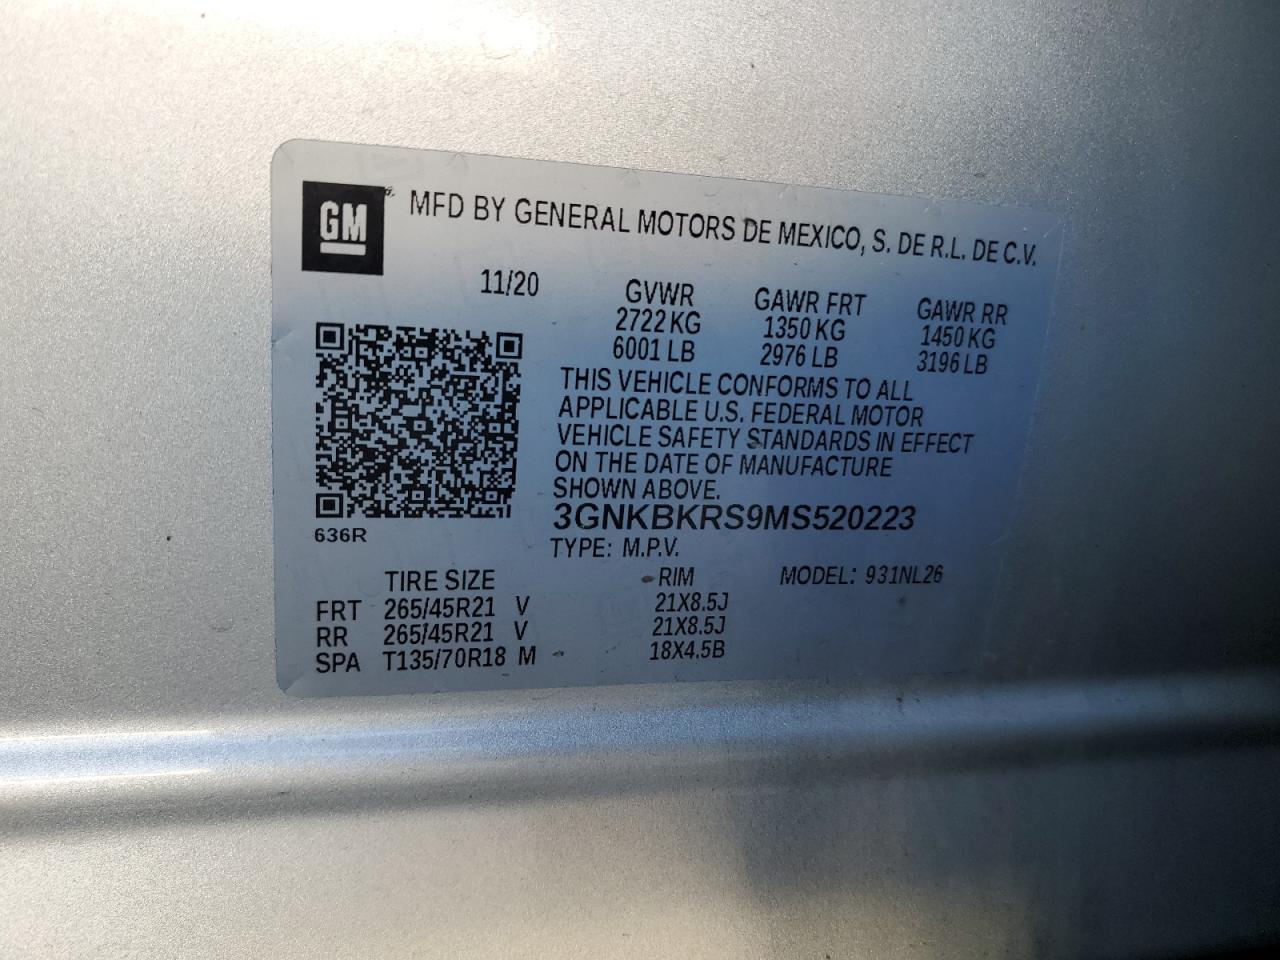 GM
MFD BY GENERAL MOTORS DE MEXICO, S. DE R.L. DE C.V.
11/20 GVWR GAWR FRT GAWR RR
2722 KG 1350 KG 1450 KG
6001 LB 2976 LB 3196 LB
THIS VEHICLE CONFORMS TO ALL
APPLICABLE U.S. FEDERAL MOTOR
VEHICLE SAFETY STANDARDS IN EFFECT
ON THE DATE OF MANUFACTURE
SHOWN ABOVE.
3GNKBKRS9MS520223
636R
TYPE: M.P.V.
TIRE SIZE RIM MODEL: 931NL26
FRT 265/45R21 V 21X8.5J
RR 265/45R21 V 21X8.5J
SPA T135/70R18 M 18X4.5B